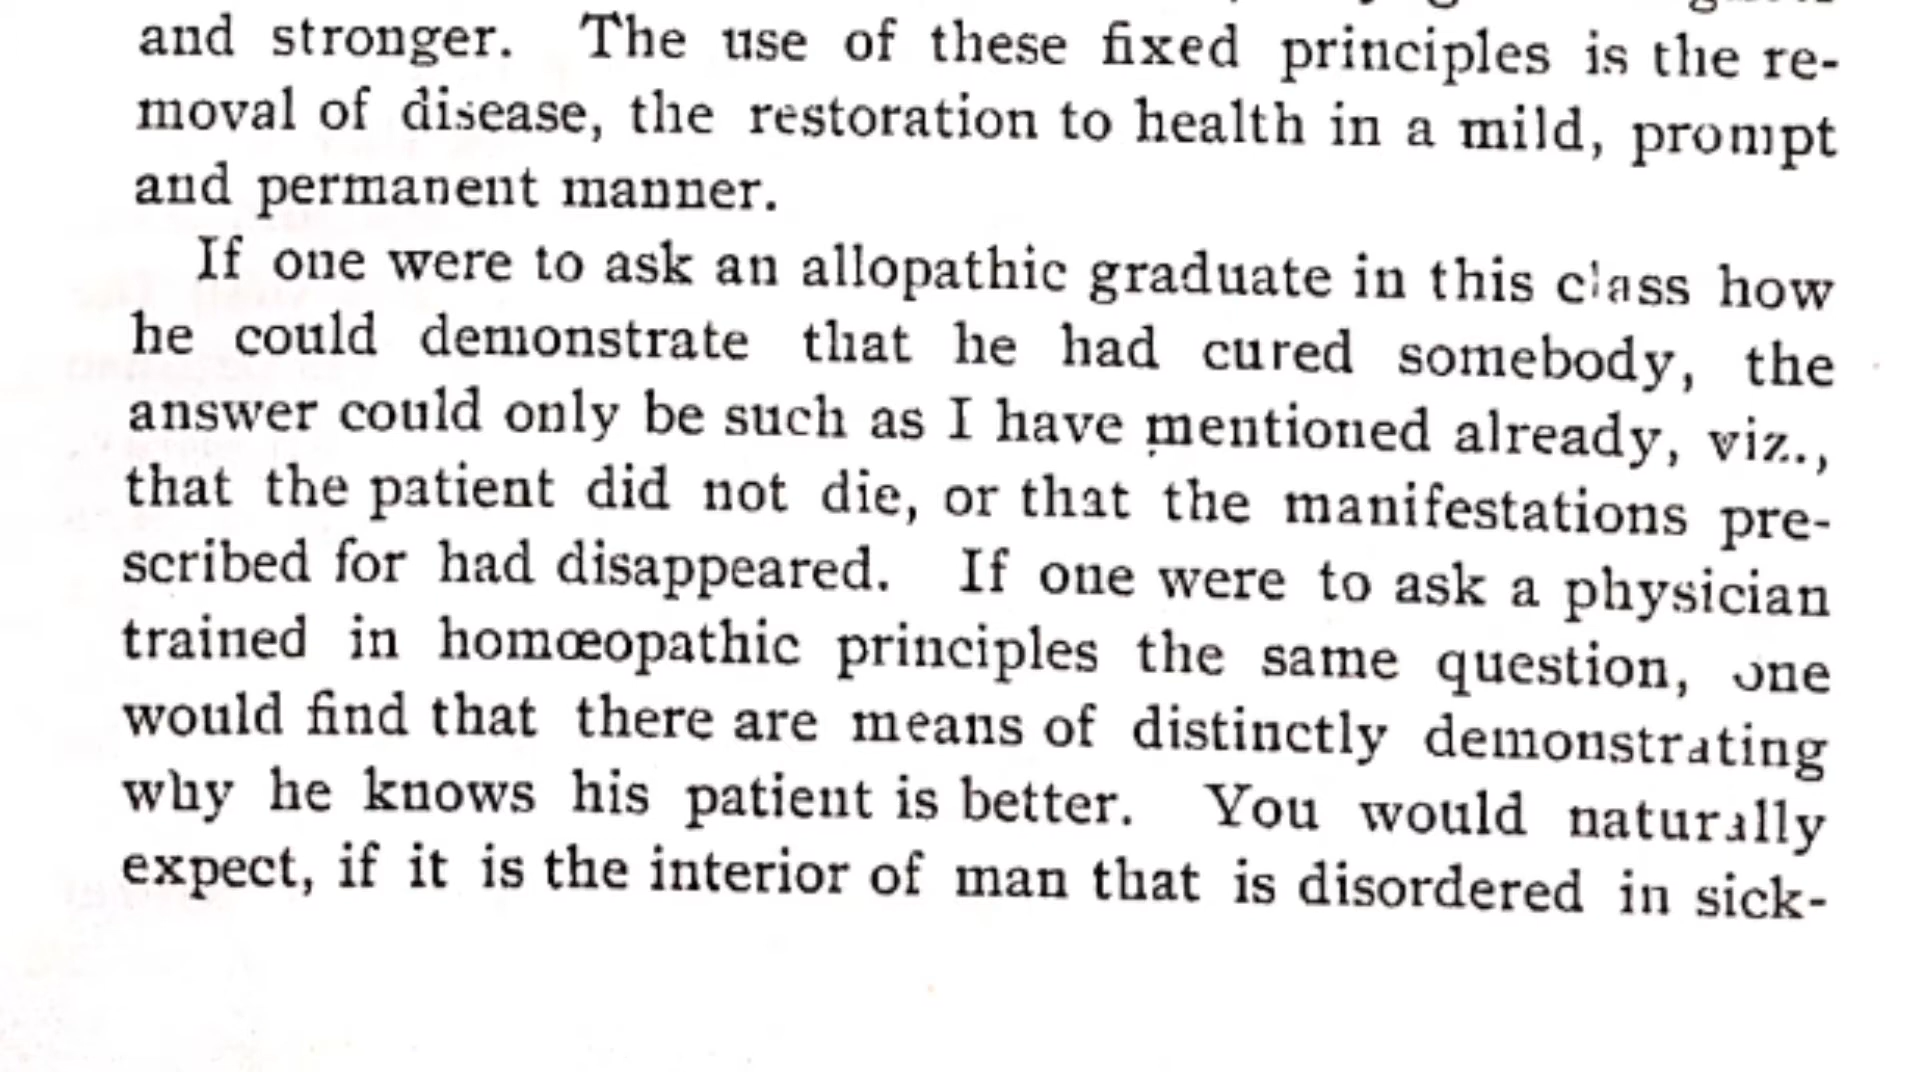 and stronger. The use of these fixed principles is the re-
moval of disease, the restoration to health in a mild, prompt
and permanent manner.
If one were to ask an allopathic graduate in this class how
he could demonstrate that he had cured somebody, the
answer could only be such as I have mentioned already, viz.,
that the patient did not die, or that the manifestations pre-
scribed for had disappeared. If one were to ask a physician
trained in homœopathic principles the same question, one
would find that there are means of distinctly demonstrating
why he knows his patient is better. You would naturally
expect, if it is the interior of man that is disordered in sick-